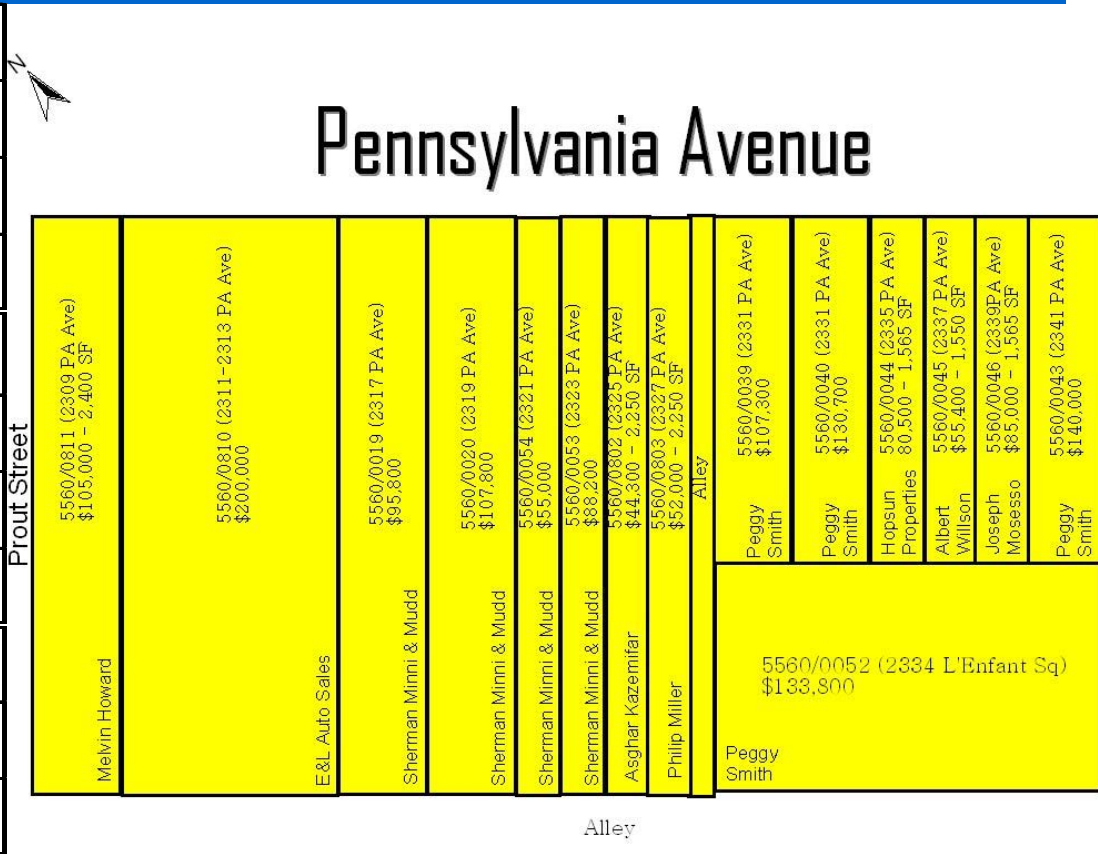 N
Pennsylvania Avenue
Prout Street
5560/0811 (2309 PA Ave)
$105,000 - 2,400 SF
Melvin Howard
5560/0810 (2311-2313 PA Ave)
$200,000
E&L Auto Sales
5560/0019 (2317 PA Ave)
$95,800
Sherman Minni & Mudd
5560/0020 (2319 PA Ave)
$107,800
Sherman Minni & Mudd
5560/0054 (2321 PA Ave)
$55,000
Sherman Minni & Mudd
5560/0053 (2323 PA Ave)
$88,200
Sherman Minni & Mudd
5560/0802 (2325 PA Ave)
$44,300 - 2,250 SF
Asghar Kazemifar
5560/0803 (2327 PA Ave)
$52,000 - 2,250 SF
Philip Miller
Alley
5560/0039 (2331 PA Ave)
$107,300
Peggy
Smith
5560/0040 (2331 PA Ave)
$130,700
Peggy
Smith
5560/0044 (2335 PA Ave)
80,500 - 1,565 SF
Hopsun
Properties
5560/0045 (2337 PA Ave)
$55,400 - 1,550 SF
Albert
Willson
5560/0046 (2339PA Ave)
$85,000 - 1,565 SF
Joseph
Mosesso
5560/0043 (2341 PA Ave)
$140,000
Peggy
Smith
5560/0052 (2334 L'Enfant Sq)
$133,800
Peggy
Smith
Alley